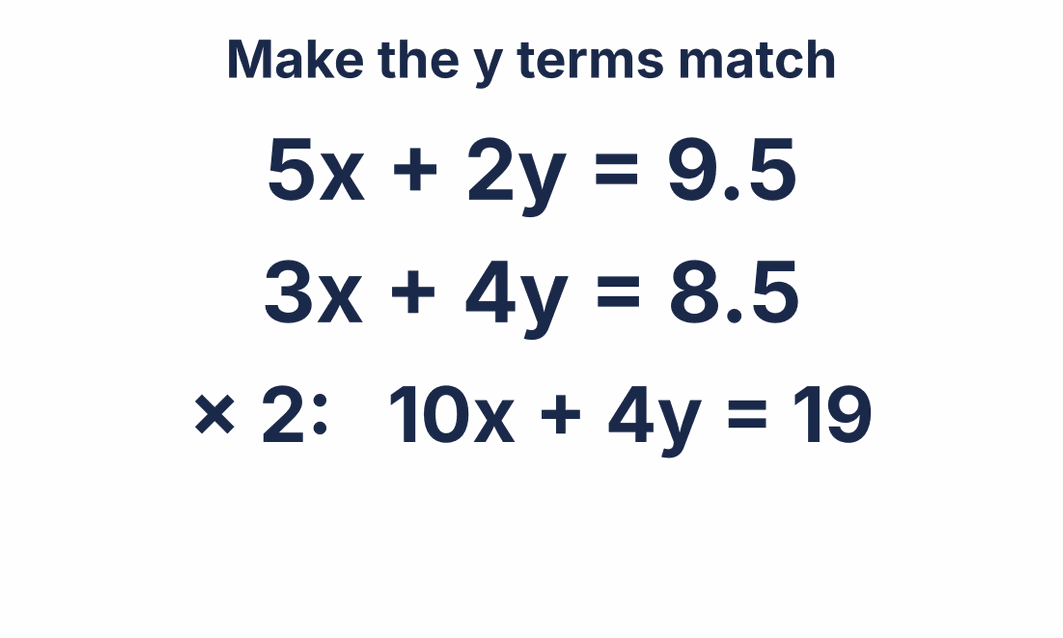 Make the y terms match
5x + 2y = 9.5
3x + 4y = 8.5
× 2: 10x + 4y = 19